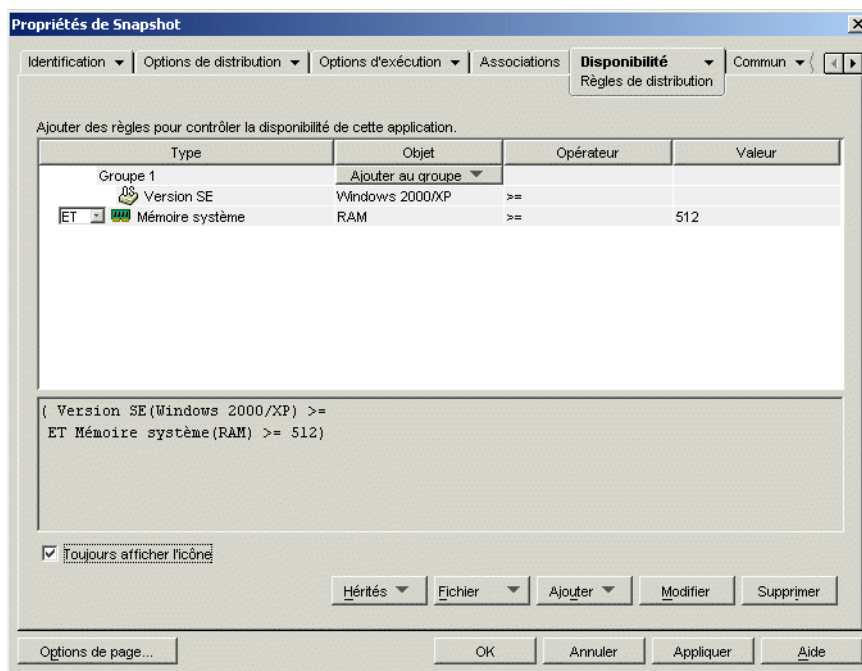 Propriétés de Snapshot
Identification Options de distribution Options d'exécution Associations Disponibilité Commun
Règles de distribution
Ajouter des règles pour contrôler la disponibilité de cette application.
Type Objet Opérateur Valeur
Groupe 1 Ajouter au groupe
OS Version SE Windows 2000/XP >=
ET Mémoire système RAM >= 512
( Version SE(Windows 2000/XP) >=
ET Mémoire système(RAM) >= 512)
Toujours afficher l'icône
Hérités Fichier Ajouter Modifier Supprimer
Options de page... OK Annuler Appliquer Aide